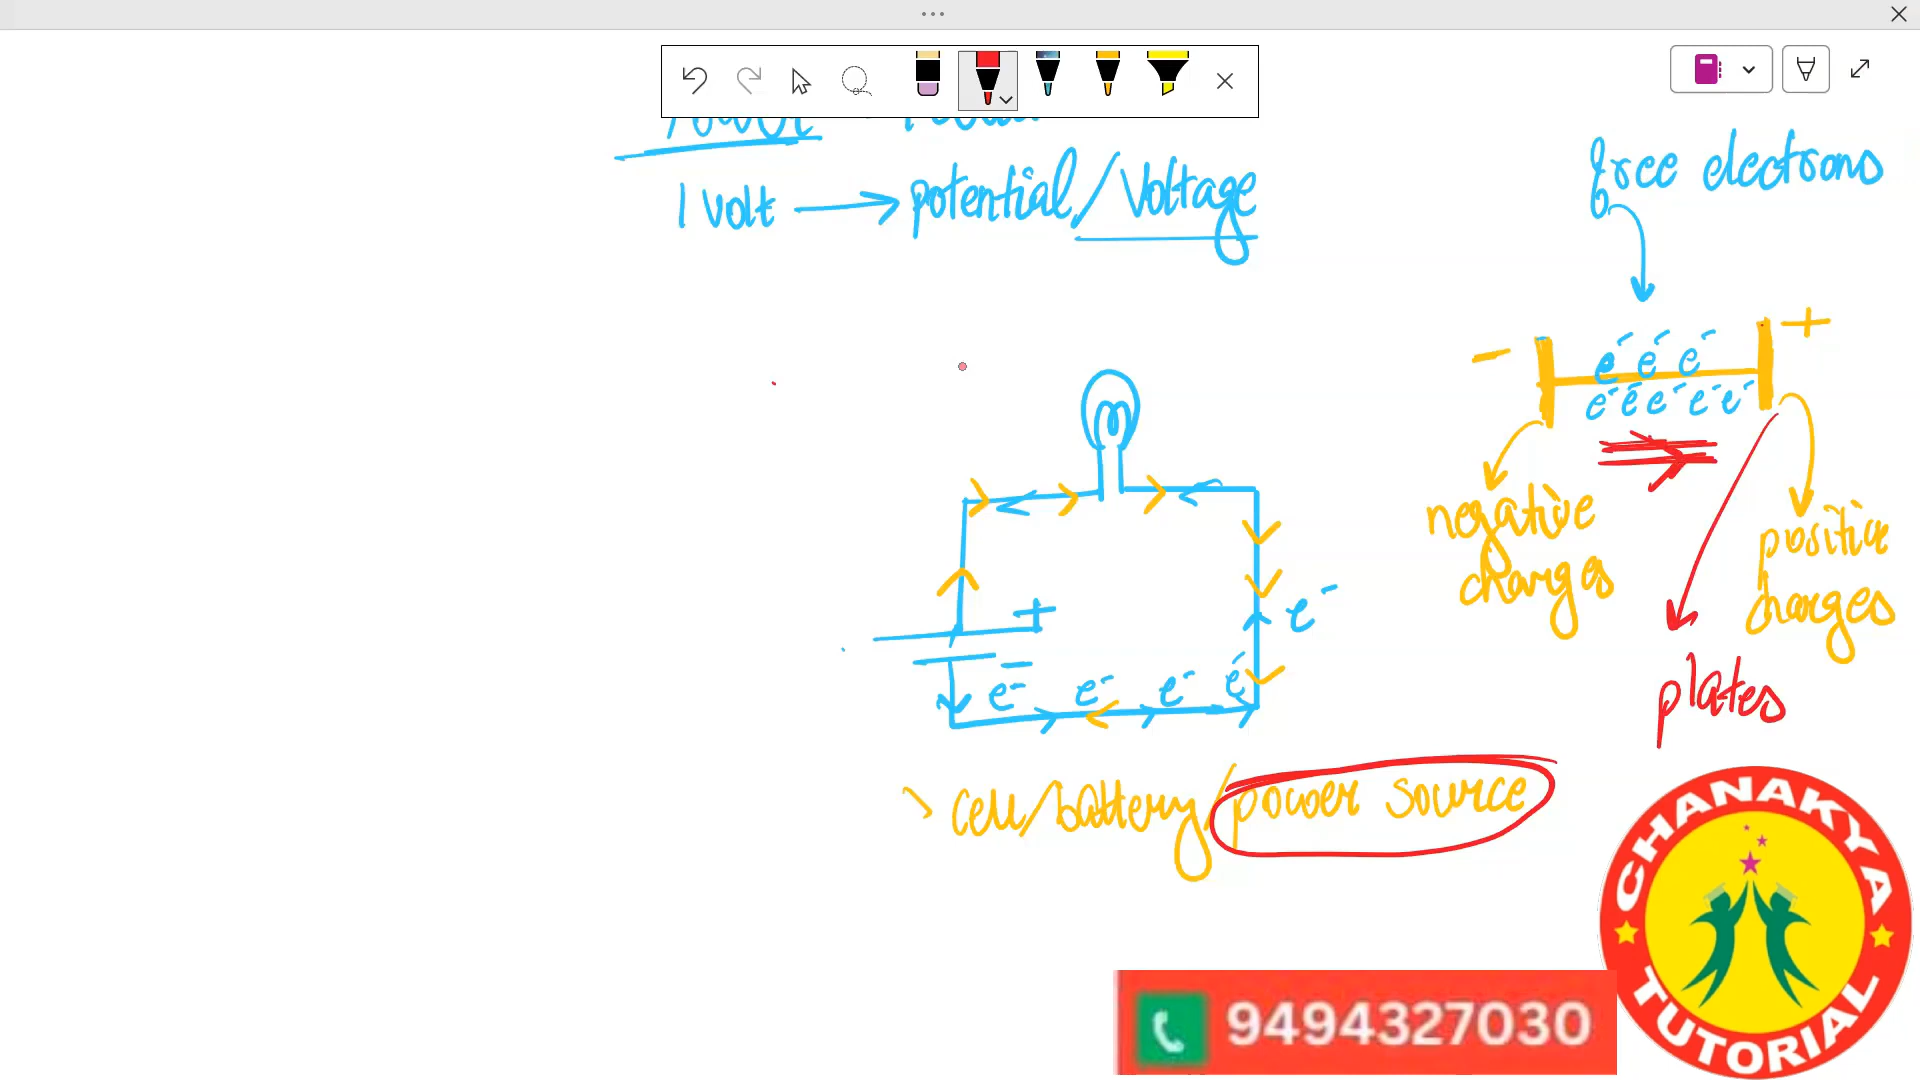 1 volt → potential/Voltage
free electrons
- +
e⁻ e⁻ e⁻
e⁻ e⁻ e⁻ e⁻ e⁻
negative
charges
positive
charges
plates
+
e⁻
-
e⁻ e⁻ e⁻ e⁻
cell/battery/power source
CHANAKYA
TUTORIAL
9494327030